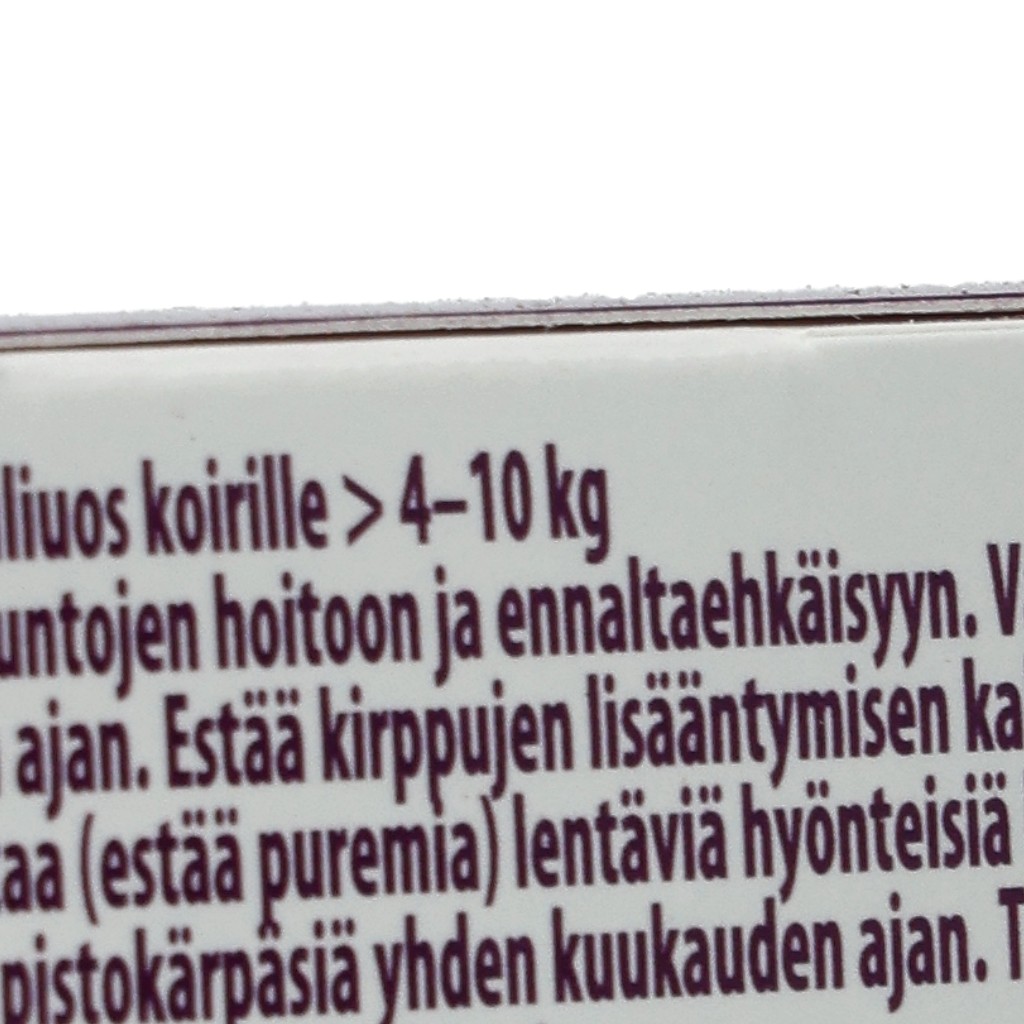 liuos koirille > 4–10 kg
untojen hoitoon ja ennaltaehkäisyyn. V
ajan. Estää kirppujen lisääntymisen ka
aa (estää puremia) lentäviä hyönteisiä
pistokärpäsiä yhden kuukauden ajan. T